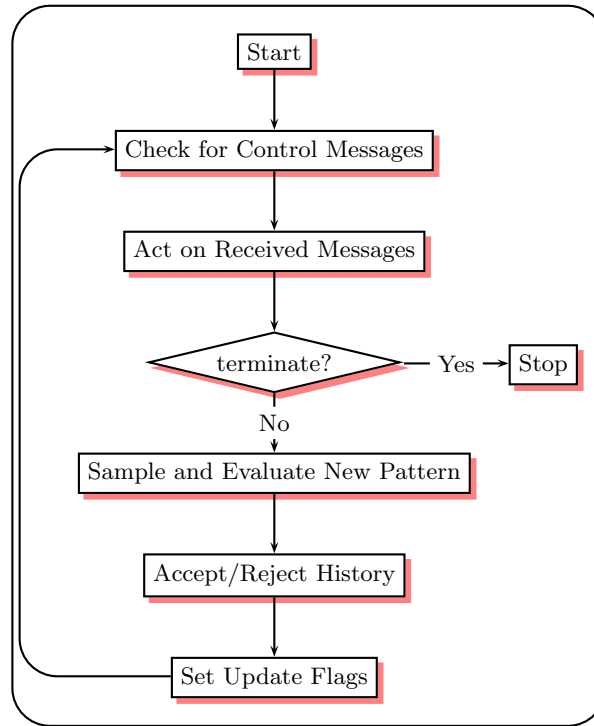 Start
Check for Control Messages
Act on Received Messages
terminate?
Yes
Stop
No
Sample and Evaluate New Pattern
Accept/Reject History
Set Update Flags